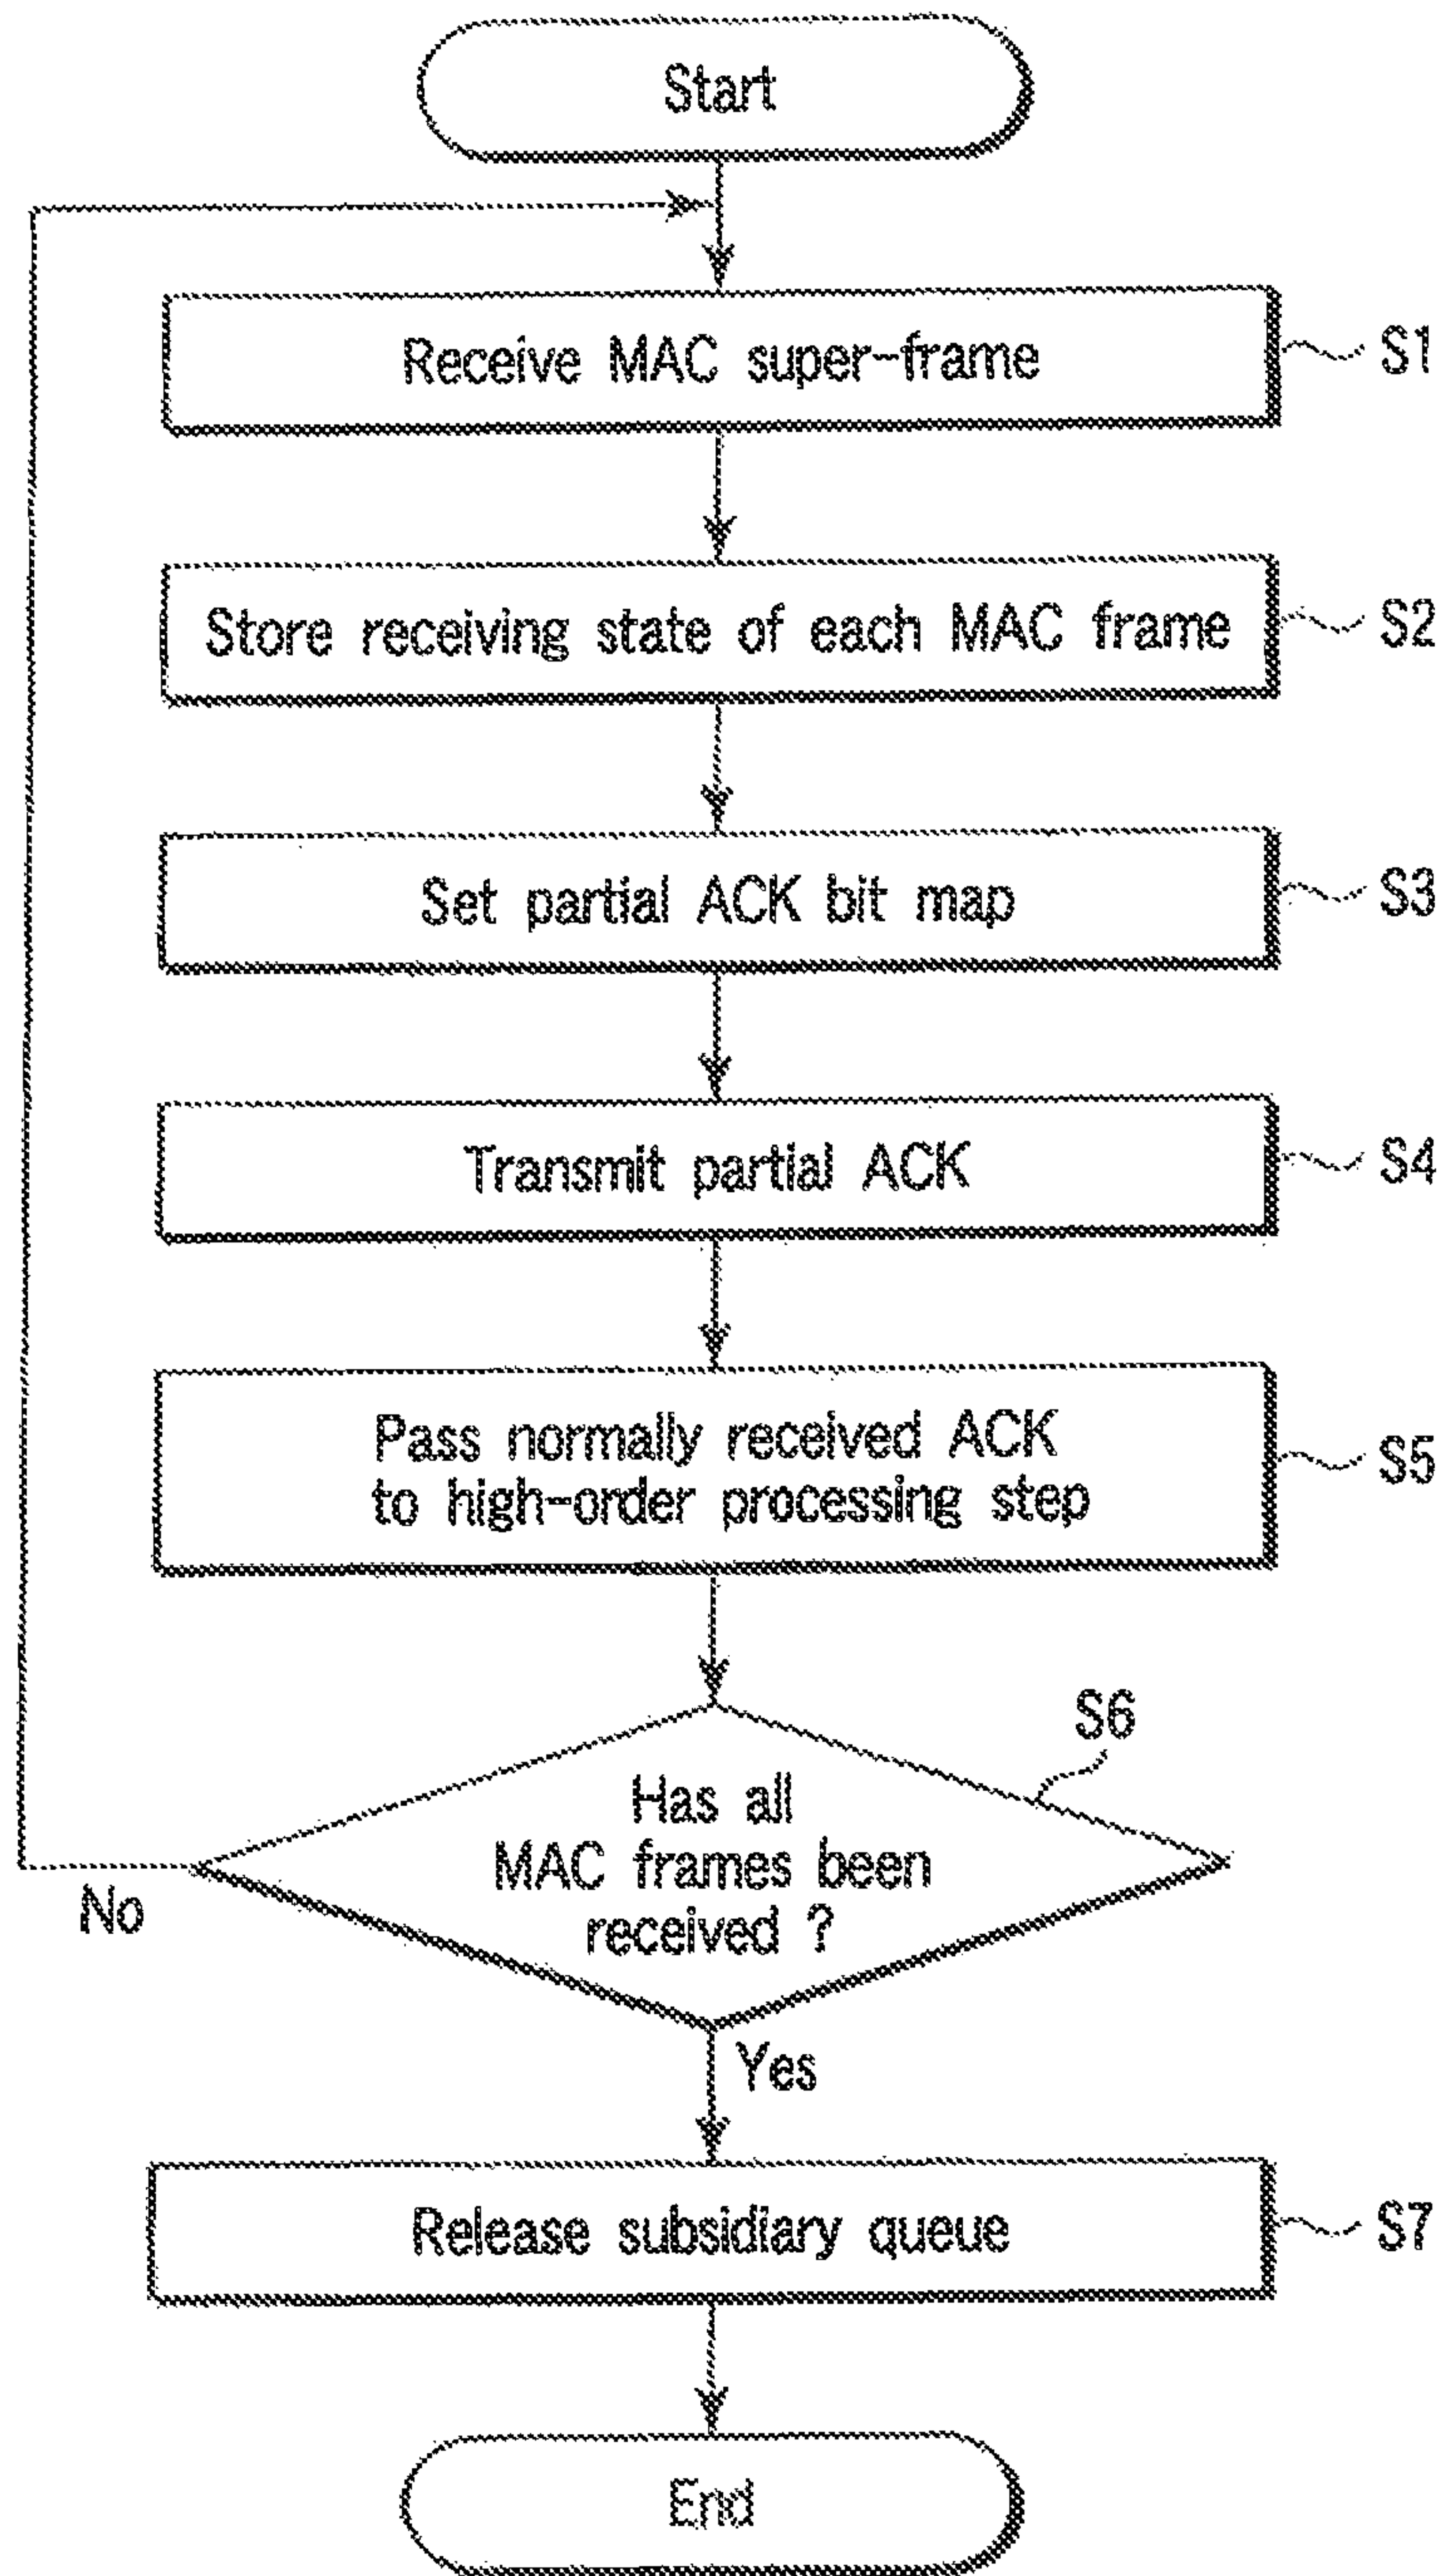 Start
Receive MAC super-frame
S1
Store receiving state of each MAC frame
S2
Set partial ACK bit map
S3
Transmit partial ACK
S4
Pass normally received ACK
to high-order processing step
S5
S6
Has all
MAC frames been
received ?
No
Yes
Release subsidiary queue
S7
End